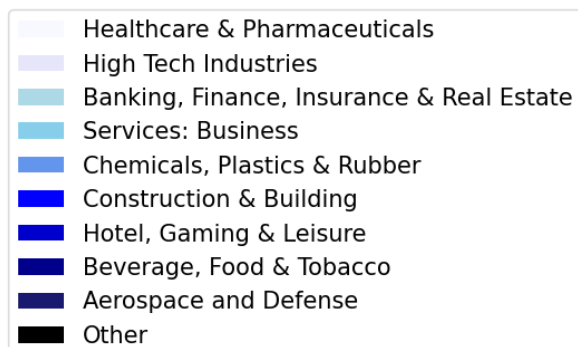 Healthcare & Pharmaceuticals
High Tech Industries
Banking, Finance, Insurance & Real Estate
Services: Business
Chemicals, Plastics & Rubber
Construction & Building
Hotel, Gaming & Leisure
Beverage, Food & Tobacco
Aerospace and Defense
Other